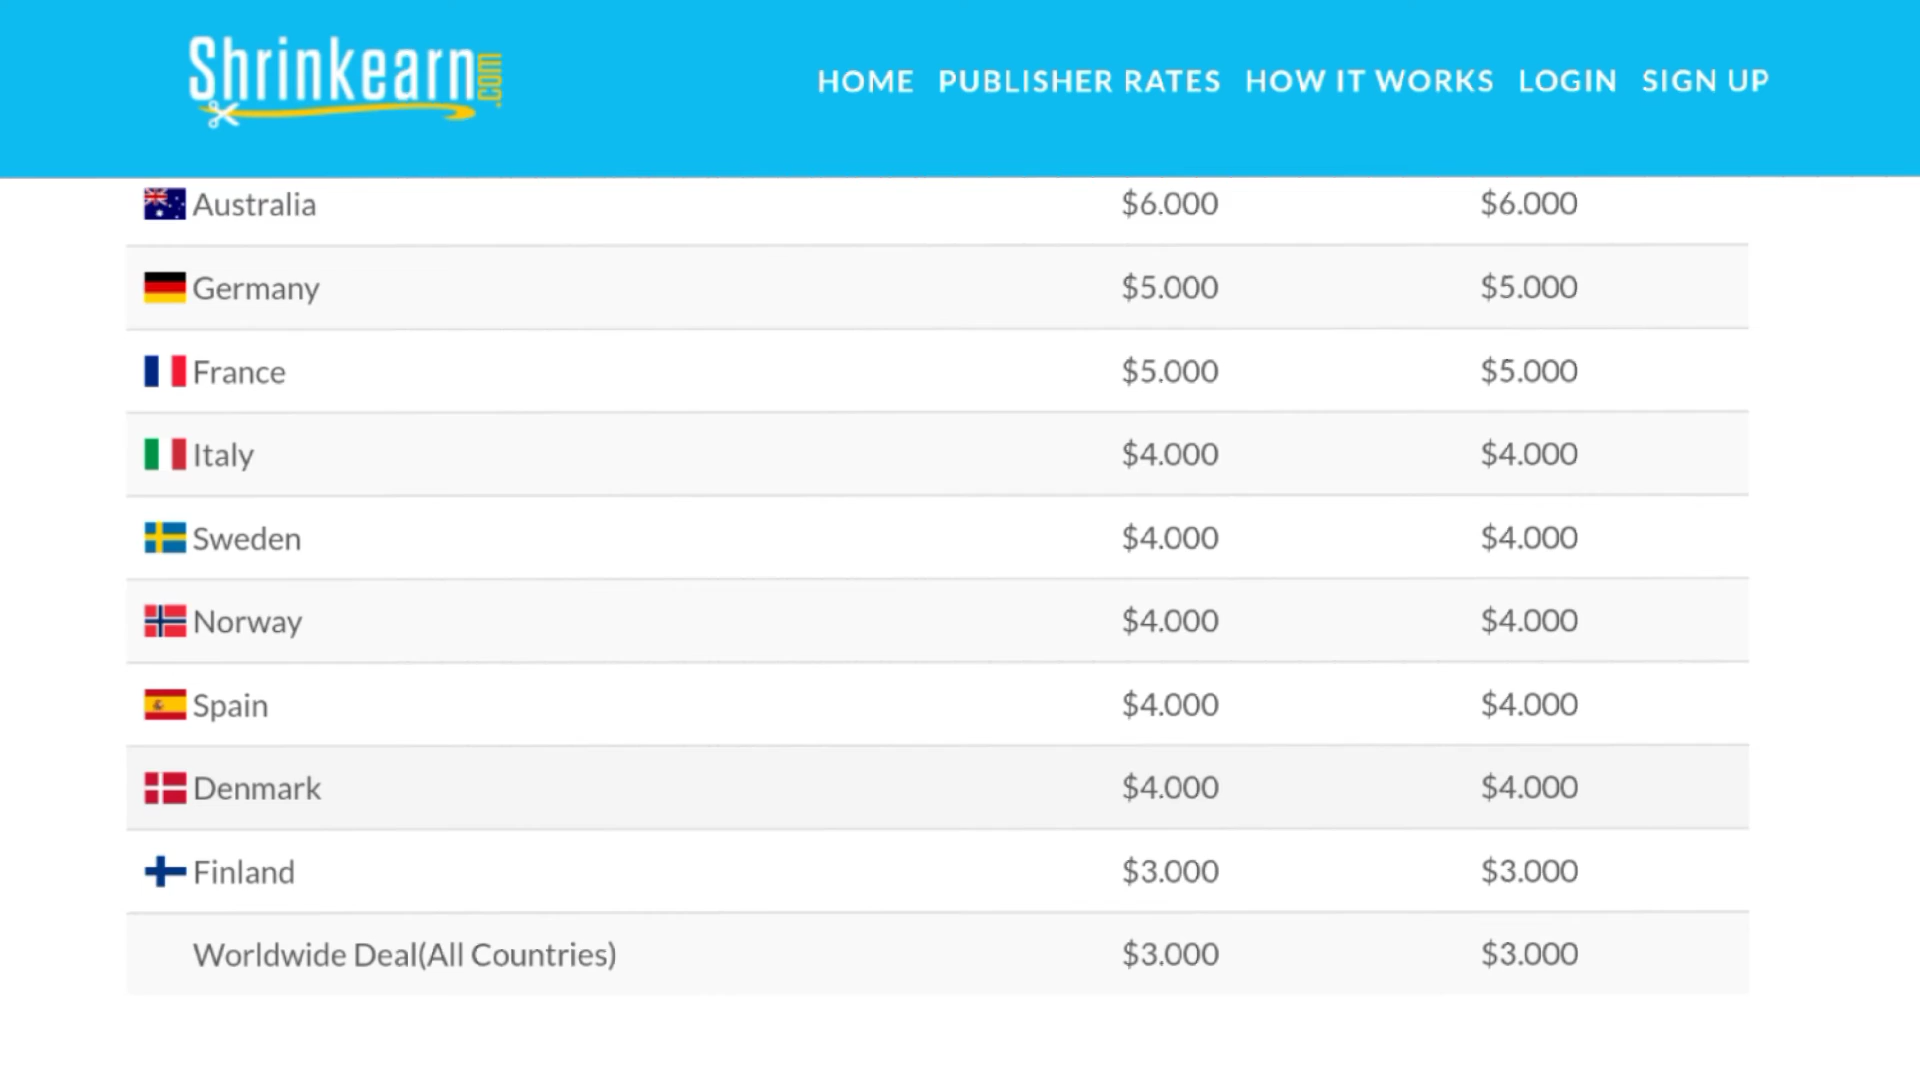 Shrinkearn.com
HOME PUBLISHER RATES HOW IT WORKS LOGIN SIGN UP
Australia $6.000 $6.000
Germany $5.000 $5.000
France $5.000 $5.000
Italy $4.000 $4.000
Sweden $4.000 $4.000
Norway $4.000 $4.000
Spain $4.000 $4.000
Denmark $4.000 $4.000
Finland $3.000 $3.000
Worldwide Deal(All Countries) $3.000 $3.000